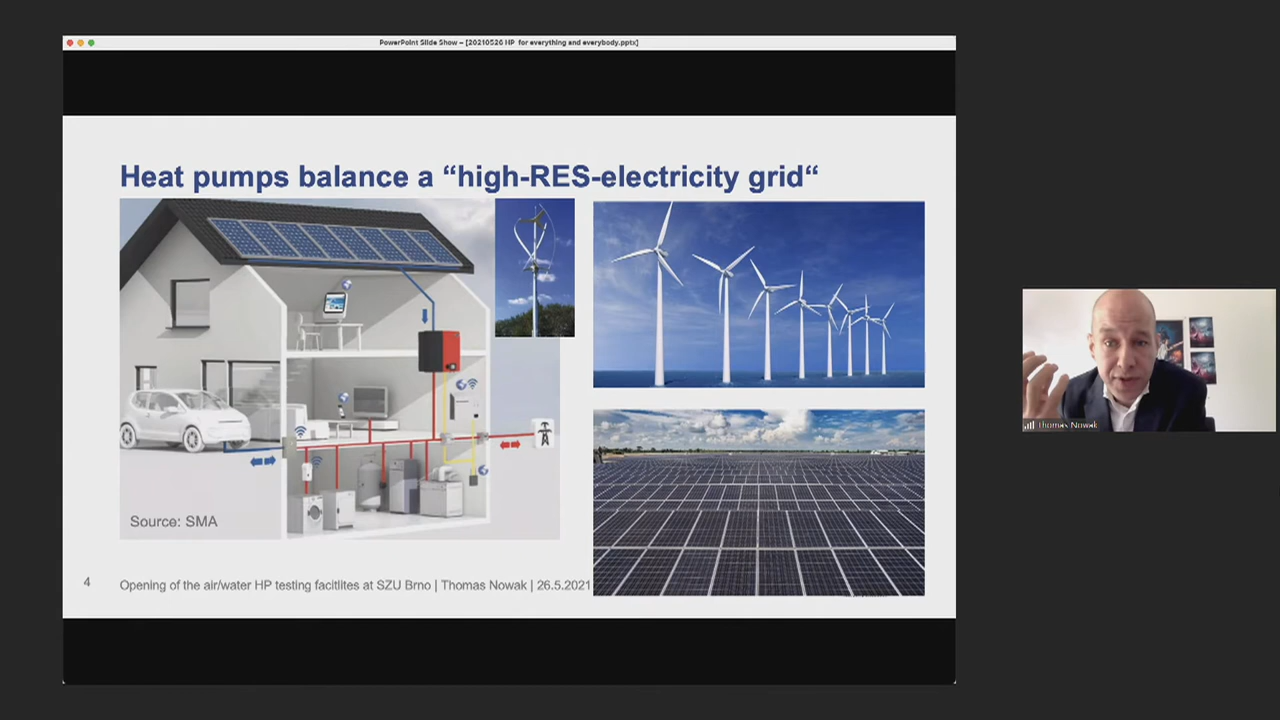 PowerPoint Slide Show – [20210526 HP for everything and everybody.pptx]
Heat pumps balance a “high-RES-electricity grid“
Source: SMA
4
Opening of the air/water HP testing facitlites at SZU Brno | Thomas Nowak | 26.5.2021
Thomas Nowak